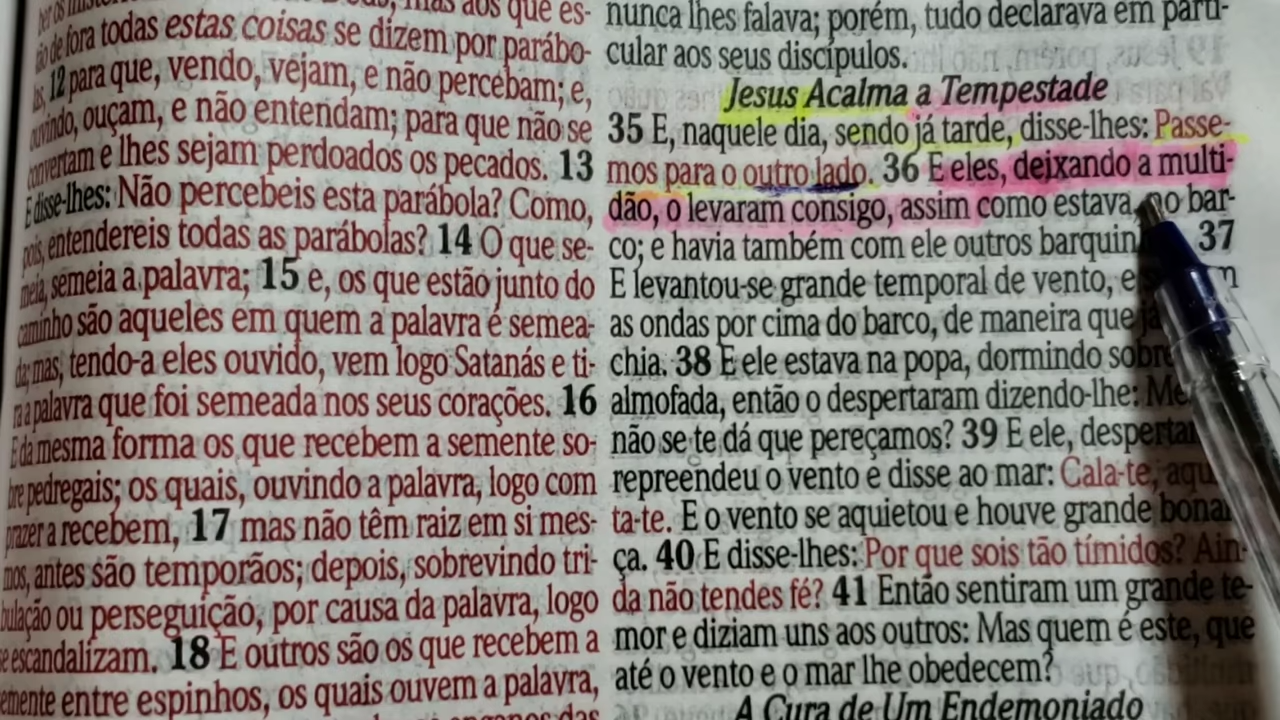 aos que es-
tão de fora todas estas coisas se dizem por parábo-
las, 12 para que, vendo, vejam, e não percebam; e,
ouvindo, ouçam, e não entendam; para que não se
convertam e lhes sejam perdoados os pecados. 13
E disse-lhes: Não percebeis esta parábola? Como,
pois, entendereis todas as parábolas? 14 O que se-
meia, semeia a palavra; 15 e, os que estão junto do
caminho são aqueles em quem a palavra é semea-
da; mas, tendo-a eles ouvido, vem logo Satanás e ti-
ra a palavra que foi semeada nos seus corações. 16
E da mesma forma os que recebem a semente so-
bre pedregais; os quais, ouvindo a palavra, logo com
prazer a recebem, 17 mas não têm raiz em si mes-
mos, antes são temporãos; depois, sobrevindo tri-
bulação ou perseguição, por causa da palavra, logo
se escandalizam. 18 E outros são os que recebem a
semente entre espinhos, os quais ouvem a palavra,
nunca lhes falava; porém, tudo declarava em parti-
cular aos seus discípulos.
Jesus Acalma a Tempestade
35 E, naquele dia, sendo já tarde, disse-lhes: Passe-
mos para o outro lado. 36 E eles, deixando a multi-
dão, o levaram consigo, assim como estava, no bar-
co; e havia também com ele outros barquin 37
E levantou-se grande temporal de vento, e
as ondas por cima do barco, de maneira que já
chia. 38 E ele estava na popa, dormindo sobre
almofada, então o despertaram dizendo-lhe: Me
não se te dá que pereçamos? 39 E ele, despertan
repreendeu o vento e disse ao mar: Cala-te, aqu
ta-te. E o vento se aquietou e houve grande bonan
ça. 40 E disse-lhes: Por que sois tão tímidos? Ain-
da não tendes fé? 41 Então sentiram um grande te-
mor e diziam uns aos outros: Mas quem é este, que
até o vento e o mar lhe obedecem?
A Cura de Um Endemoniado